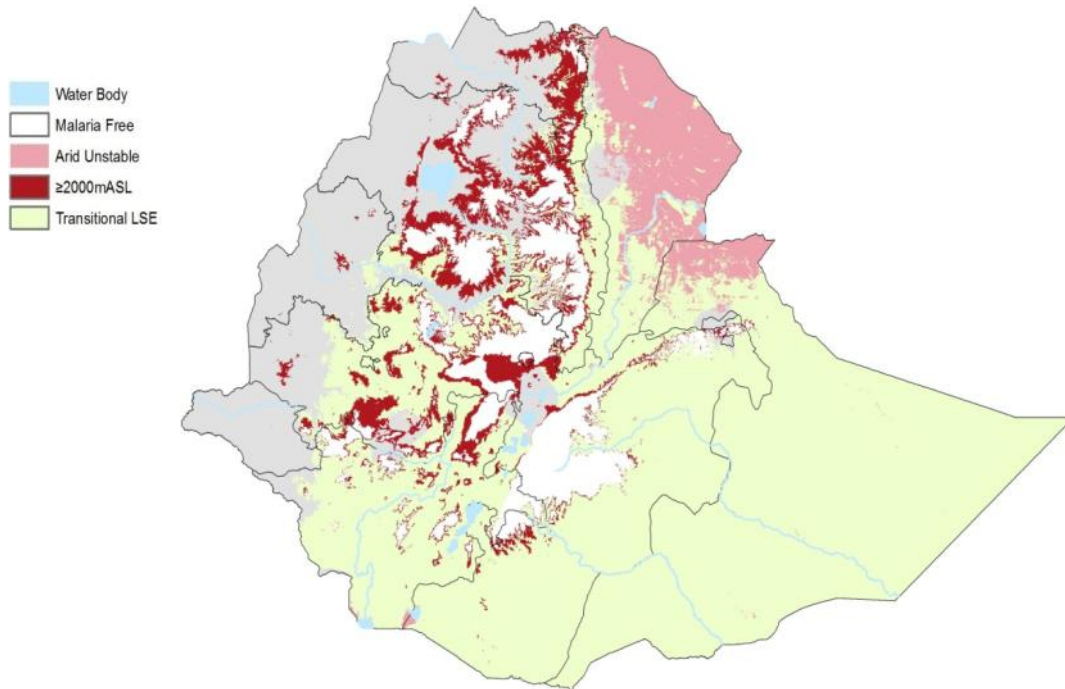 Water Body
Malaria Free
Arid Unstable
≥2000mASL
Transitional LSE